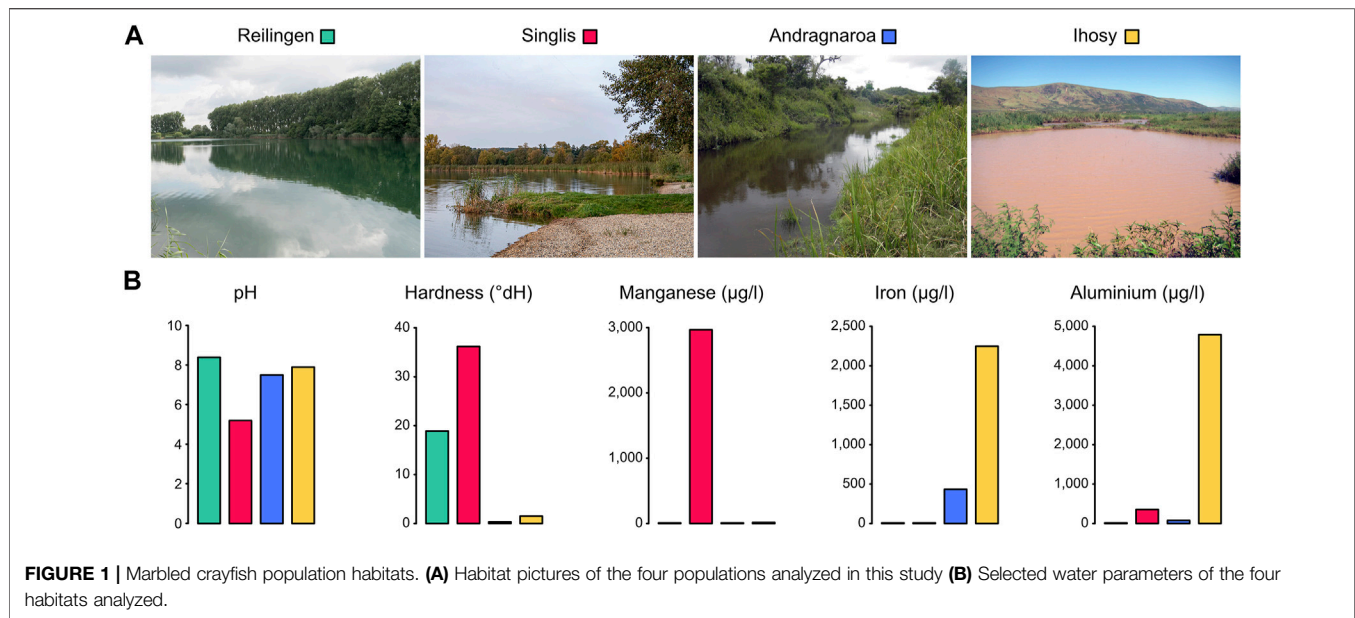 A
Reilingen
Singlis
Andragnaroa
Ihosy
B
pH
Hardness (°dH)
Manganese (µg/l)
Iron (µg/l)
Aluminium (µg/l)
10
8
6
4
2
0
40
30
20
10
0
3,000
2,000
1,000
0
2,500
2,000
1,500
1,000
500
0
5,000
4,000
3,000
2,000
1,000
0
FIGURE 1 | Marbled crayfish population habitats. (A) Habitat pictures of the four populations analyzed in this study (B) Selected water parameters of the four
habitats analyzed.